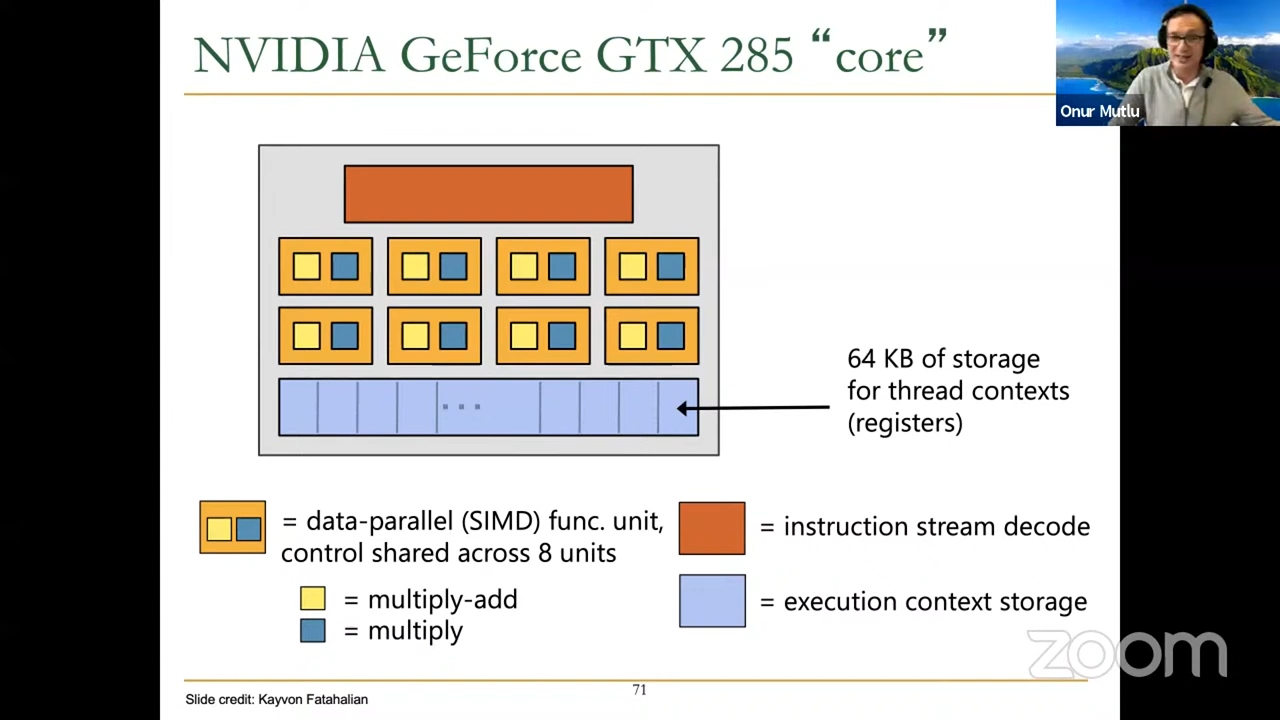 NVIDIA GeForce GTX 285 “core”
Onur Mutlu
64 KB of storage
for thread contexts
(registers)
= data-parallel (SIMD) func. unit,
control shared across 8 units
= multiply-add
= multiply
= instruction stream decode
= execution context storage
zoom
Slide credit: Kayvon Fatahalian
71